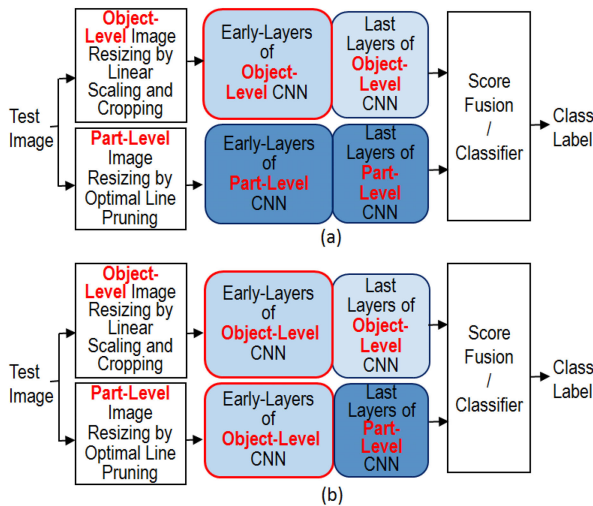 Object-
Level Image
Resizing by
Linear
Scaling and
Cropping
Early-Layers
of
Object-
Level CNN
Last
Layers of
Object-
Level
CNN
Test
Image
Part-Level
Image
Resizing by
Optimal Line
Pruning
Early-Layers
of
Part-Level
CNN
Last
Layers of
Part-
Level
CNN
Score
Fusion
/
Classifier
Class
Label
(a)
Object-
Level Image
Resizing by
Linear
Scaling and
Cropping
Early-Layers
of
Object-Level
CNN
Last
Layers of
Object-
Level
CNN
Test
Image
Part-Level
Image
Resizing by
Optimal Line
Pruning
Early-Layers
of
Object-Level
CNN
Last
Layers of
Part-
Level
CNN
Score
Fusion
/
Classifier
Class
Label
(b)